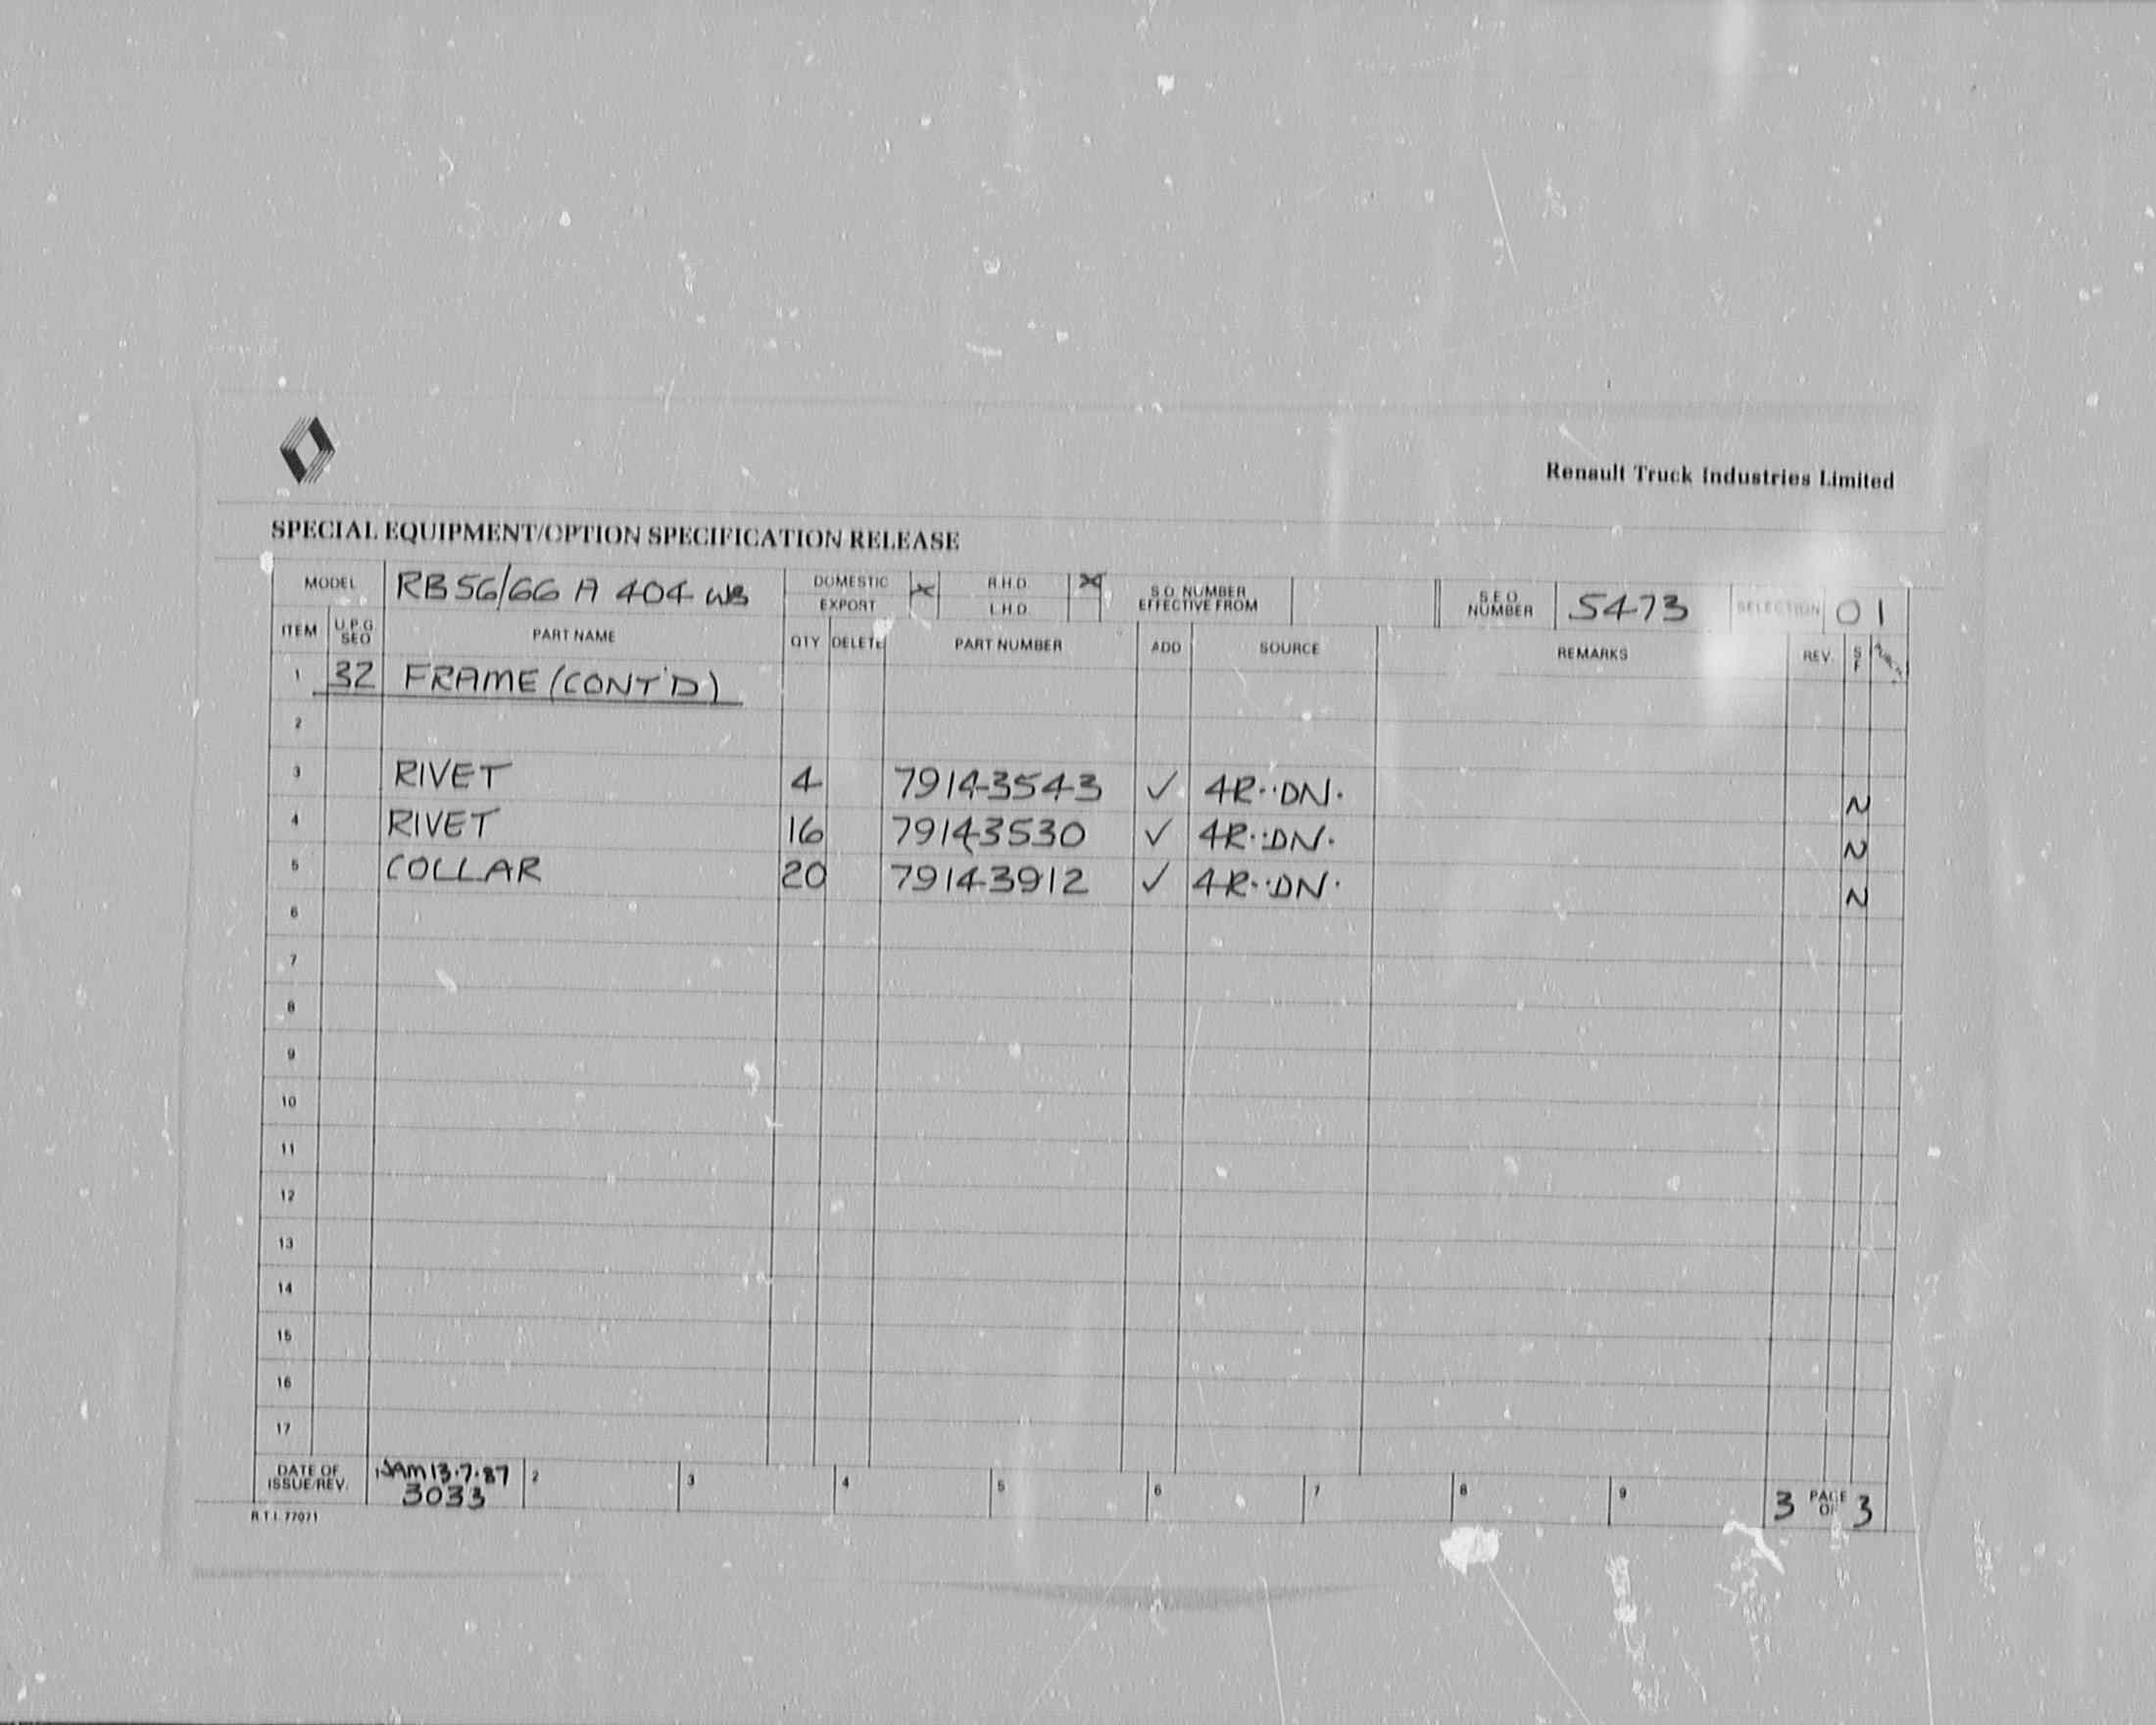 Renault Truck Industries Limited
SPECIAL EQUIPMENT/OPTION SPECIFICATION RELEASE
MODEL RB56/66 A 404 WB DOMESTIC EXPORT X R.H.D. L.H.D. X S.O. NUMBER EFFECTIVE FROM S.E.O. NUMBER 5473 SELECTION 01
ITEM U.P.G. SEO PART NAME QTY DELETE PART NUMBER ADD SOURCE REMARKS REV. S F
1 32 FRAME (CONT'D)
2
3 RIVET 4 79143543 ✓ 4R··DN· N
4 RIVET 16 79143530 ✓ 4R··DN· N
5 COLLAR 20 79143912 ✓ 4R··DN· N
6
7
8
9
10
11
12
13
14
15
16
17
DATE OF ISSUE/REV. 1 JAM 13·7·87 3033 2 3 4 5 6 7 8 9 3 PAGE OF 3
R.T.I. 77071